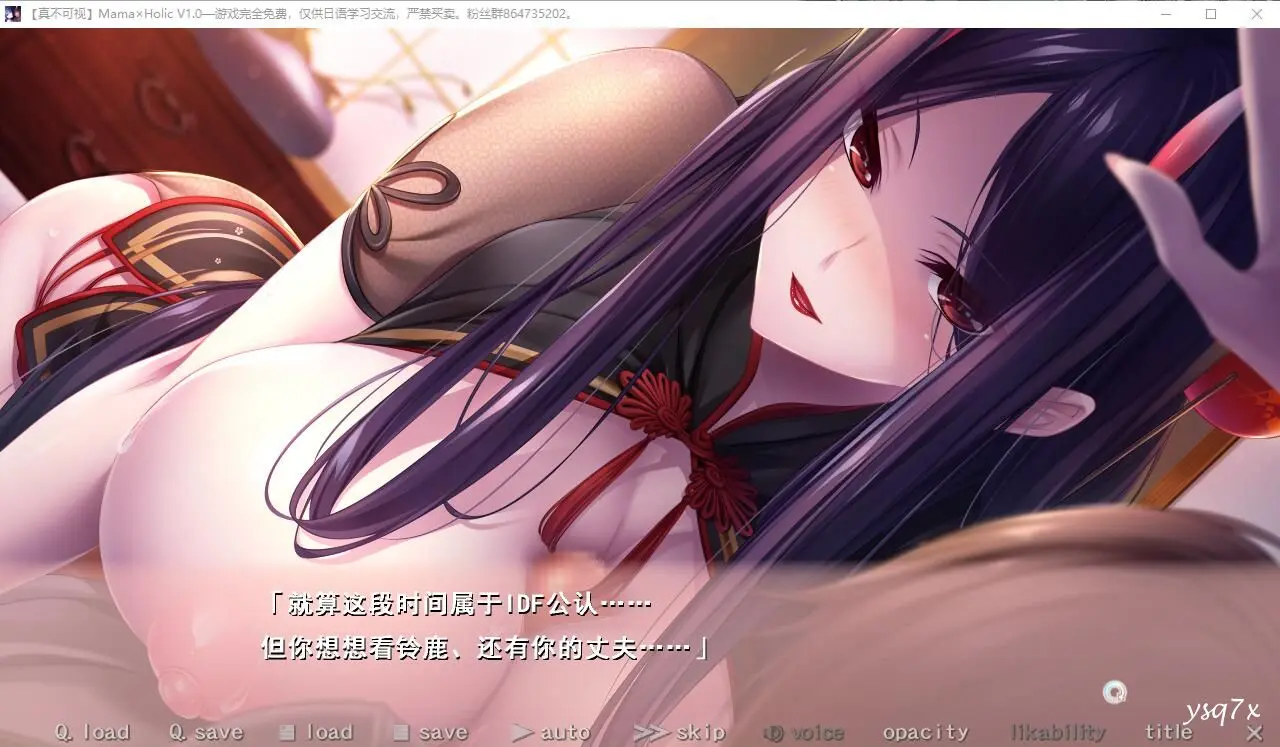 【真不可视】Mama×Holic V1.0—游戏完全免费，仅供日语学习交流，严禁买卖。粉丝群864735202。
「就算这段时间属于IDF公认……
但你想想看铃鹿、还有你的丈夫……」
ysq7x
Q.load Q.save load save auto skip voice opacity likability title